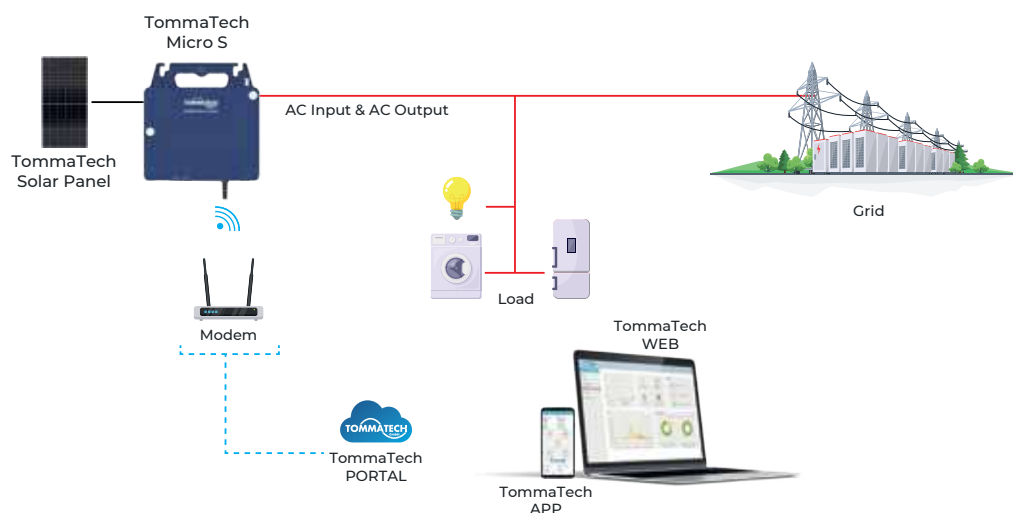 TommaTech
Micro S
AC Input & AC Output
TommaTech
Solar Panel
Grid
Load
Modem
TommaTech
WEB
TOMMATECH
TommaTech
PORTAL
TommaTech
APP